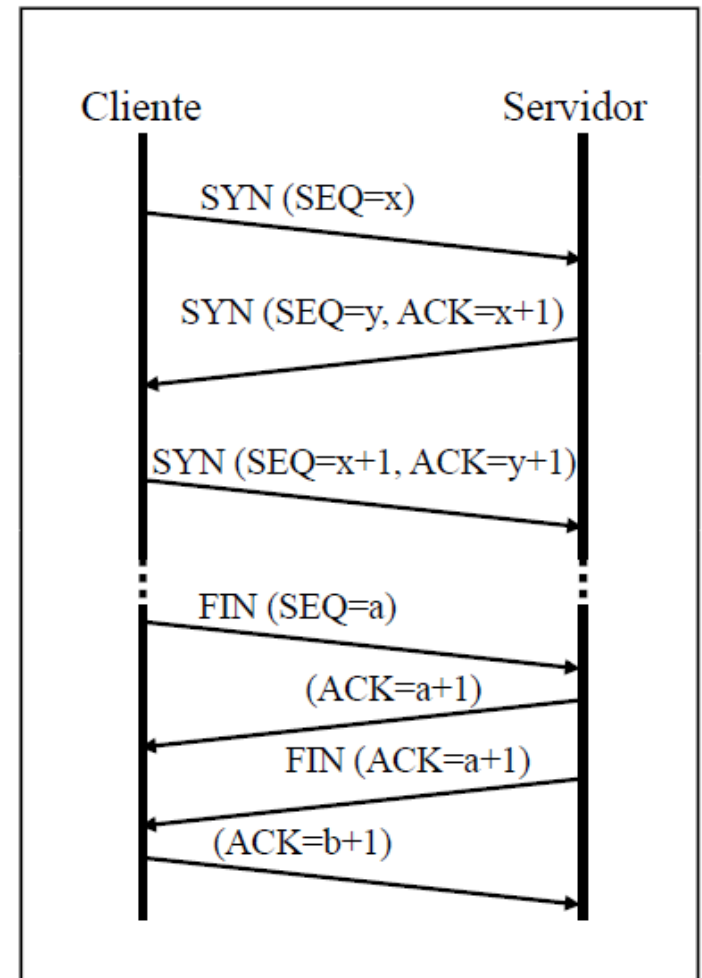 Cliente Servidor
SYN (SEQ=x)
SYN (SEQ=y, ACK=x+1)
SYN (SEQ=x+1, ACK=y+1)
FIN (SEQ=a)
(ACK=a+1)
FIN (ACK=a+1)
(ACK=b+1)